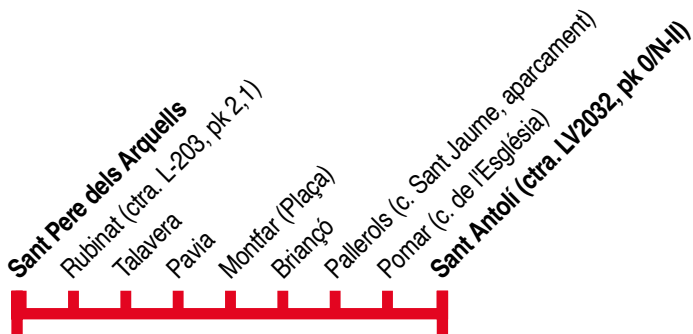 Sant Pere dels Arquells
Rubinat (ctra. L-203, pk 2,1)
Talavera
Pavia
Montfar (Plaça)
Briançó
Pallerols (c. Sant Jaume, aparcament)
Pomar (c. de l'Església)
Sant Antolí (ctra. LV2032, pk 0/N-II)